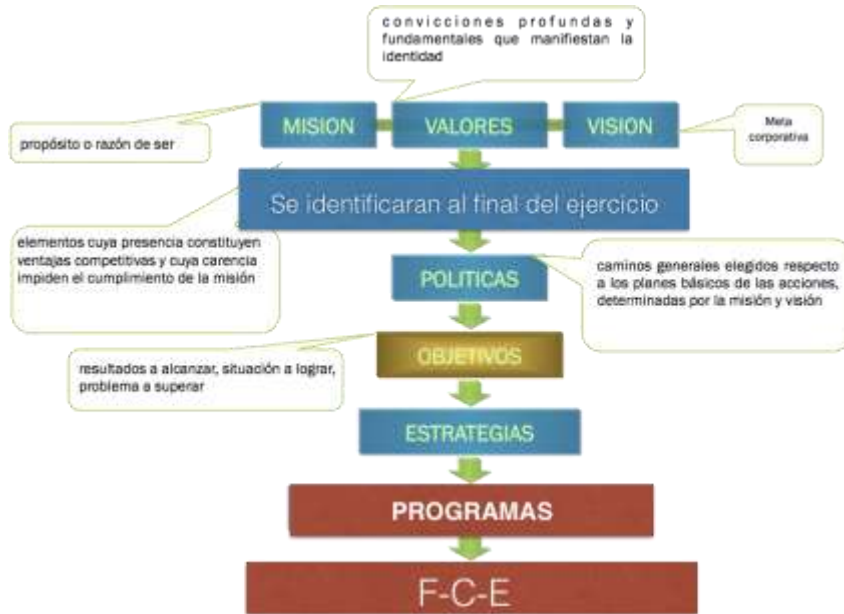 convicciones profundas y
fundamentales que manifiestan la
identidad
MISION
VALORES
VISION
propósito o razón de ser
Meta
corporativa
Se identificaran al final del ejercicio
elementos cuya presencia constituyen
ventajas competitivas y cuya carencia
impiden el cumplimiento de la misión
POLITICAS
caminos generales elegidos respecto
a los planes básicos de las acciones,
determinadas por la misión y visión
OBJETIVOS
resultados a alcanzar, situación a lograr,
problema a superar
ESTRATEGIAS
PROGRAMAS
F-C-E